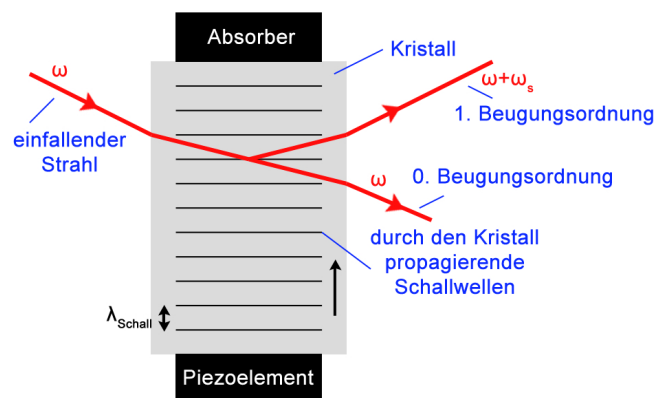 Absorber
Kristall
ω
ω+ωs
einfallender
Strahl
1. Beugungsordnung
ω
0. Beugungsordnung
durch den Kristall
propagierende
Schallwellen
λSchall
Piezoelement